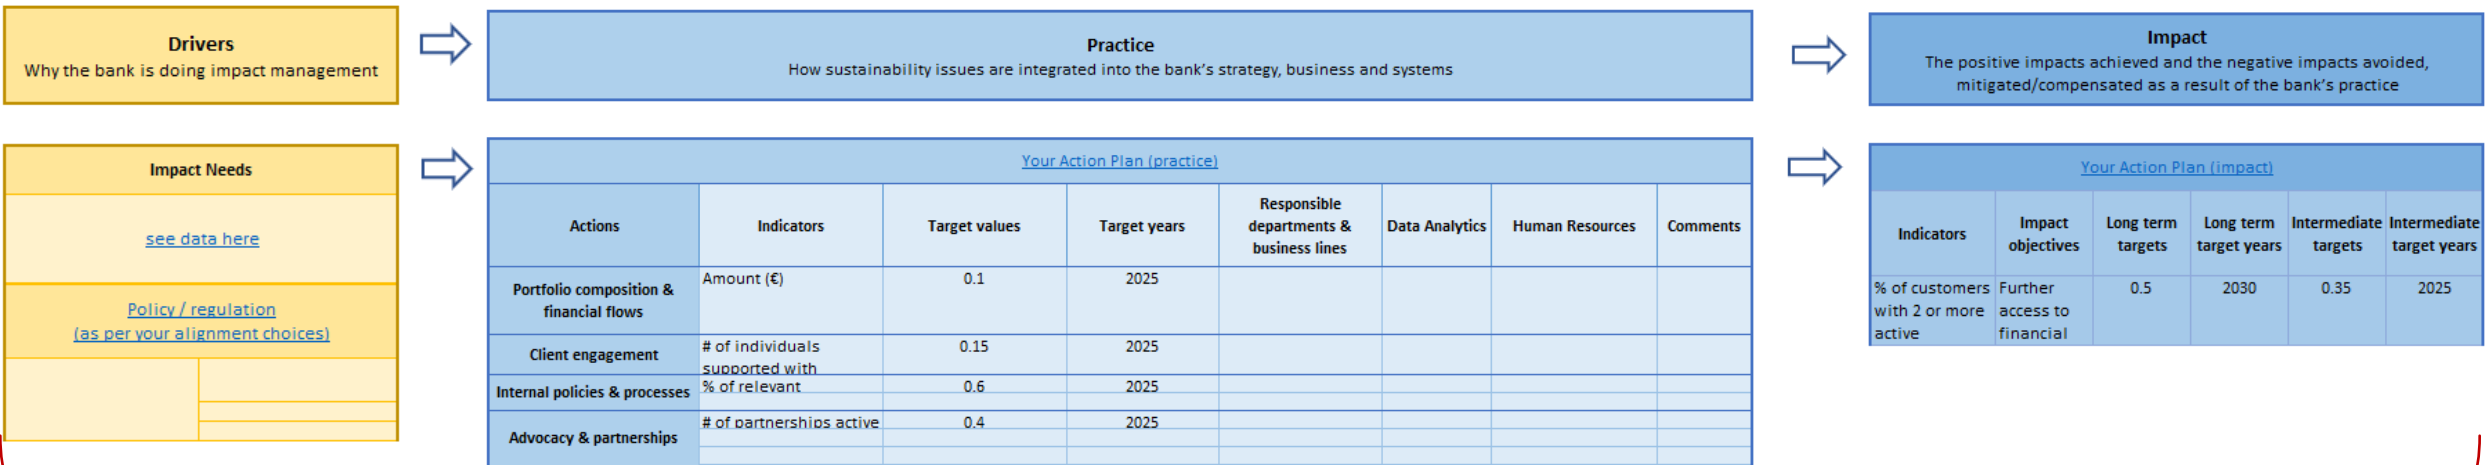 Drivers
Why the bank is doing impact management
Practice
How sustainability issues are integrated into the bank's strategy, business and systems
Impact
The positive impacts achieved and the negative impacts avoided,
mitigated/compensated as a result of the bank's practice
Impact Needs
see data here
Policy / regulation
(as per your alignment choices)
Your Action Plan (practice)
Actions
Indicators
Target values
Target years
Responsible
departments &
business lines
Data Analytics
Human Resources
Comments
Portfolio composition &
financial flows
Amount (€)
0.1
2025
Client engagement
# of individuals
supported with
0.15
2025
Internal policies & processes
% of relevant
0.6
2025
Advocacy & partnerships
# of partnerships active
0.4
2025
Your Action Plan (impact)
Indicators
Impact
objectives
Long term
targets
Long term
target years
Intermediate
targets
Intermediate
target years
% of customers
with 2 or more
active
Further
access to
financial
0.5
2030
0.35
2025